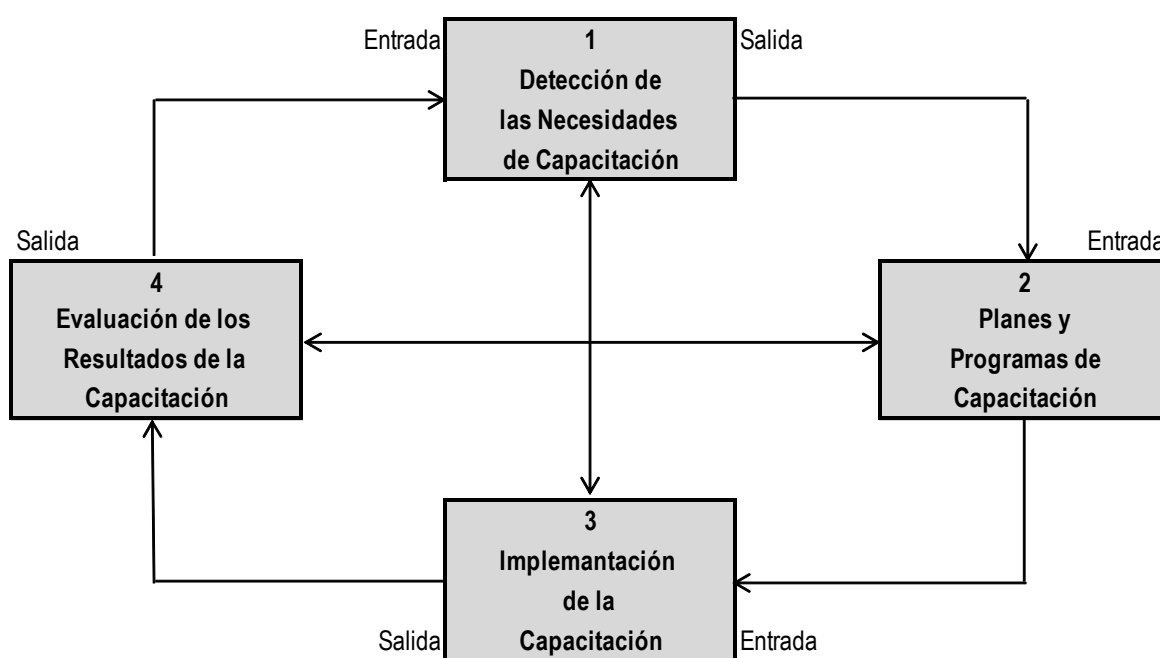 Entrada
1
Salida
Detección de
las Necesidades
de Capacitación
Salida
Entrada
4
Evaluación de los
Resultados de la
Capacitación
2
Planes y
Programas de
Capacitación
3
Implemantación
de la
Capacitación
Salida
Entrada